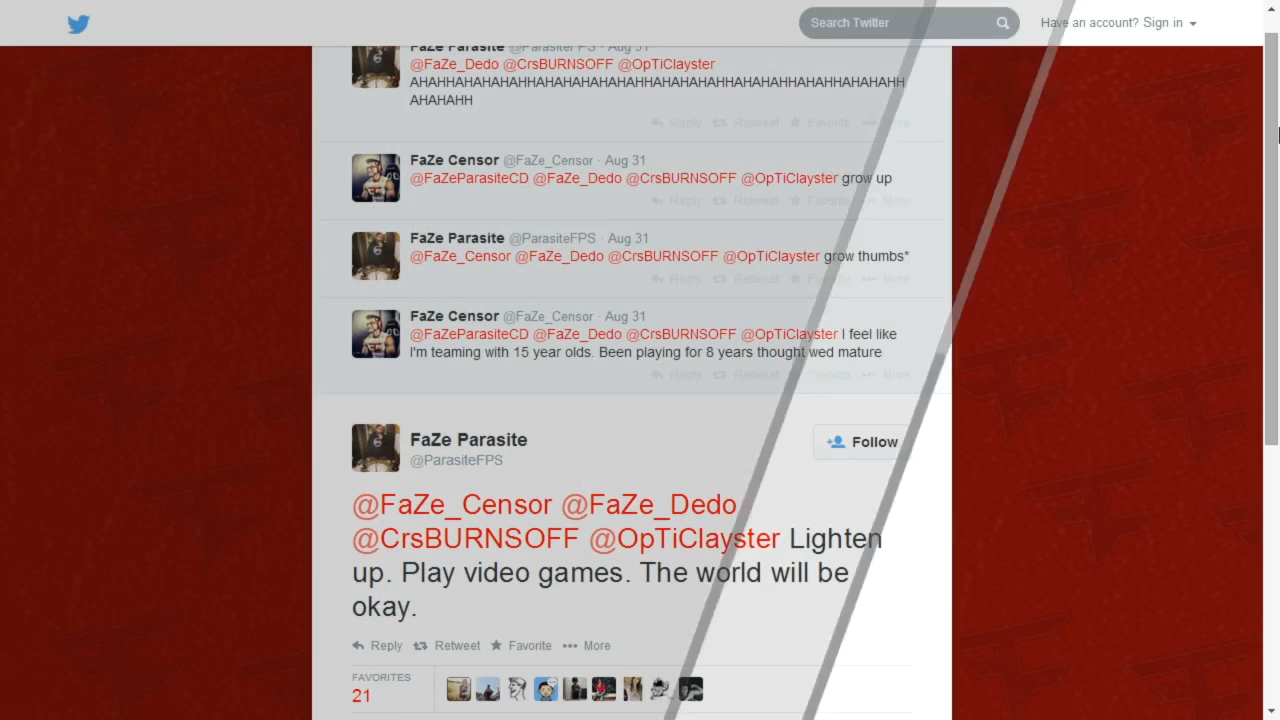 Search Twitter
Have an account? Sign in
FaZe Parasite @ParasiteFPS · Aug 31
@FaZe_Dedo @CrsBURNSOFF @OpTiClayster
AHAHHAHAHAHAHHAHAHAHAHAHAHHAHAHAHAHHAHAHAHHAHAHHAHAHAHH
AHAHAHH
Reply Retweet Favorite More
FaZe Censor @FaZe_Censor · Aug 31
@FaZeParasiteCD @FaZe_Dedo @CrsBURNSOFF @OpTiClayster grow up
Reply Retweet Favorite More
FaZe Parasite @ParasiteFPS · Aug 31
@FaZe_Censor @FaZe_Dedo @CrsBURNSOFF @OpTiClayster grow thumbs*
Reply Retweet Favorite More
FaZe Censor @FaZe_Censor · Aug 31
@FaZeParasiteCD @FaZe_Dedo @CrsBURNSOFF @OpTiClayster I feel like
I'm teaming with 15 year olds. Been playing for 8 years thought wed mature
Reply Retweet Favorite More
FaZe Parasite
@ParasiteFPS
Follow
@FaZe_Censor @FaZe_Dedo
@CrsBURNSOFF @OpTiClayster Lighten
up. Play video games. The world will be
okay.
Reply Retweet Favorite More
FAVORITES
21